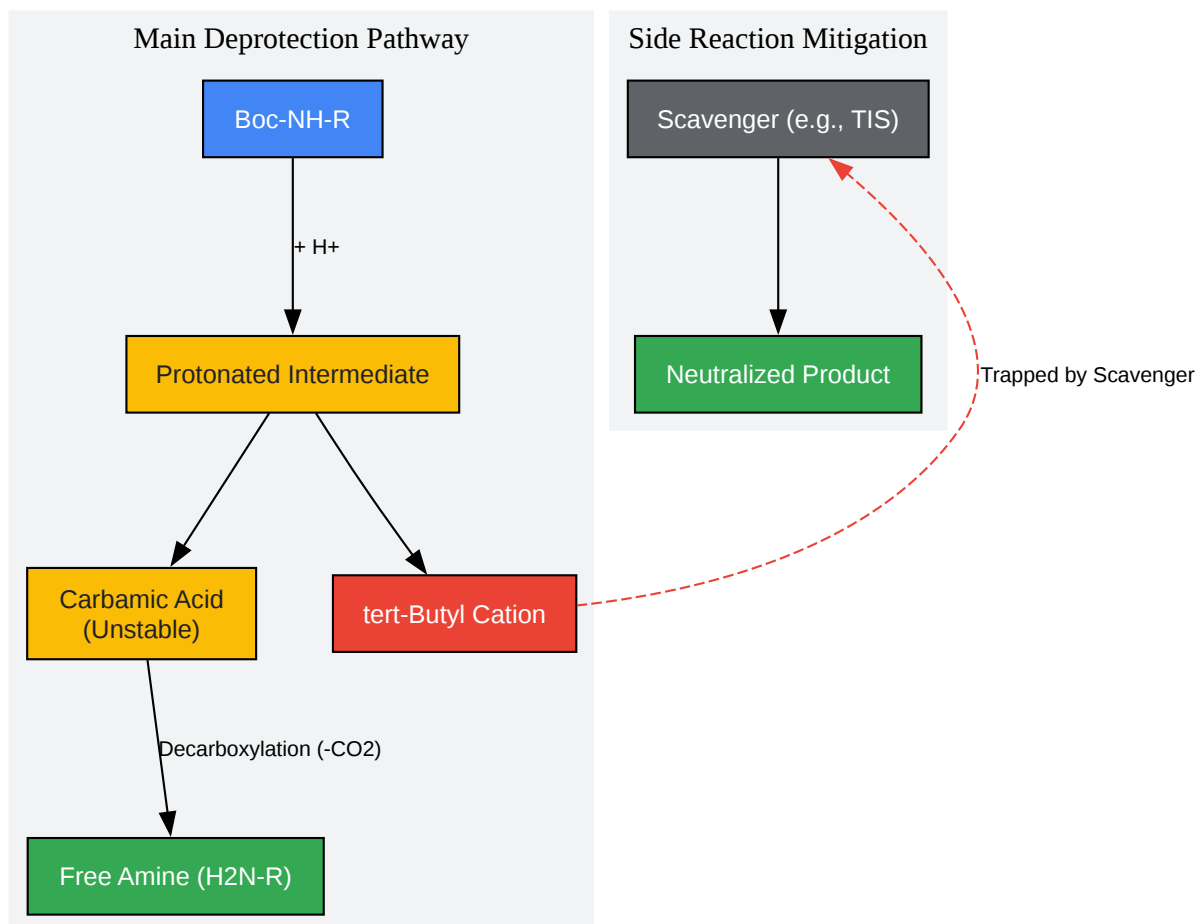 Main Deprotection Pathway
Boc-NH-R
+ H+
Protonated Intermediate
Carbamic Acid
(Unstable)
tert-Butyl Cation
Decarboxylation (-CO2)
Free Amine (H2N-R)
Side Reaction Mitigation
Scavenger (e.g., TIS)
Neutralized Product
Trapped by Scavenger